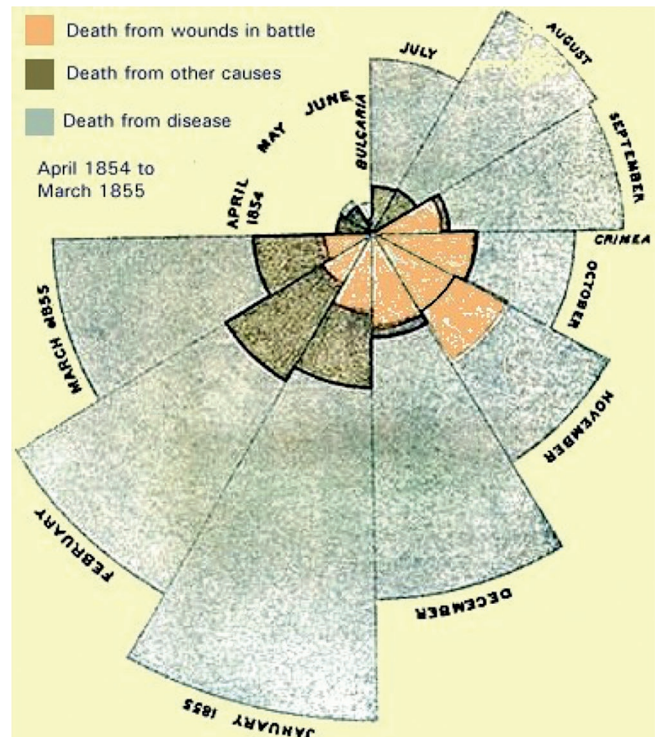 Death from wounds in battle
Death from other causes
Death from disease
April 1854 to
March 1855
APRIL
1854
MAY
JUNE
BULGARIA
JULY
AUGUST
SEPTEMBER
CRIMEA
OCTOBER
NOVEMBER
DECEMBER
JANUARY 1855
FEBRUARY
MARCH 1855